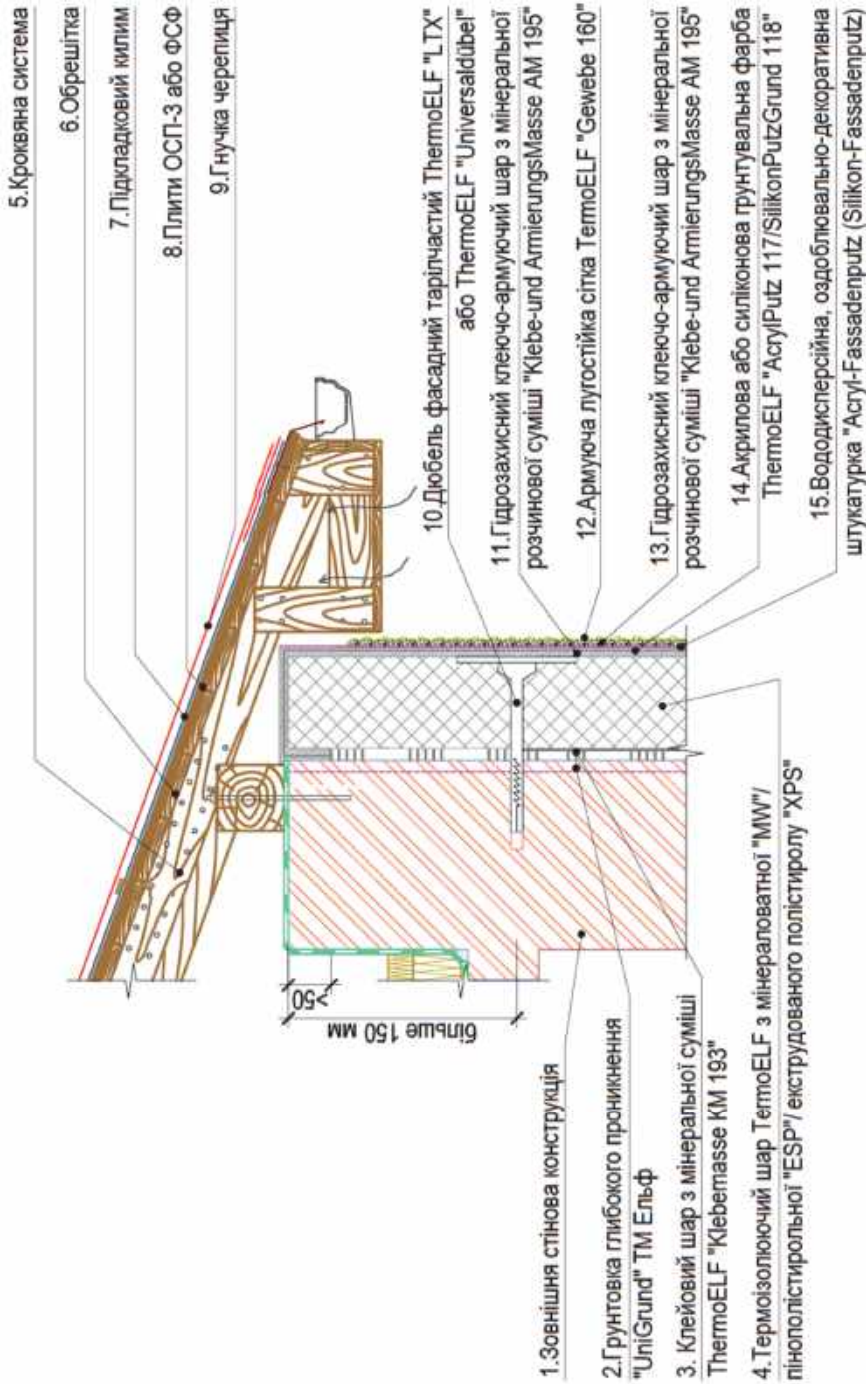 5.Кроквяна система
6.Обрешітка
7.Підкладковий килим
8.Плити ОСП-3 або ФСФ
9.Гнучка черепиця
10.Дюбель фасадний таріпчастий ThermoELF "LTX"
або ThermoELF "Universaldübel"
11.Гідрозахисний клеючо-армуючий шар з мінеральної
розчинової суміші "Klebe-und ArmierungsMasse AM 195"
12.Армуюча лугостійка сітка TermoELF "Gewebe 160"
13.Гідрозахисний клеючо-армуючий шар з мінеральної
розчинової суміші "Klebe-und ArmierungsMasse AM 195"
14.Акрилова або силіконова грунтувальна фарба
ThermoELF "AcrylPutz 117/SilikonPutzGrund 118"
15.Вододисперсійна, оздоблювально-декоративна
штукатурка "Acryl-Fassadenputz (Silikon-Fassadenputz)
>50
більше 150 мм
1.Зовнішня стінова конструкція
2.Грунтовка глибокого проникнення
"UniGrund" ТМ Ельф
3. Клейовий шар з мінеральної суміші
ThermoELF "Klebemasse KM 193"
4.Термоізолюючий шар TermoELF з мінераловатної "MW"/
пінополістирольної "ESP"/ екструдованого полістиролу "XPS"